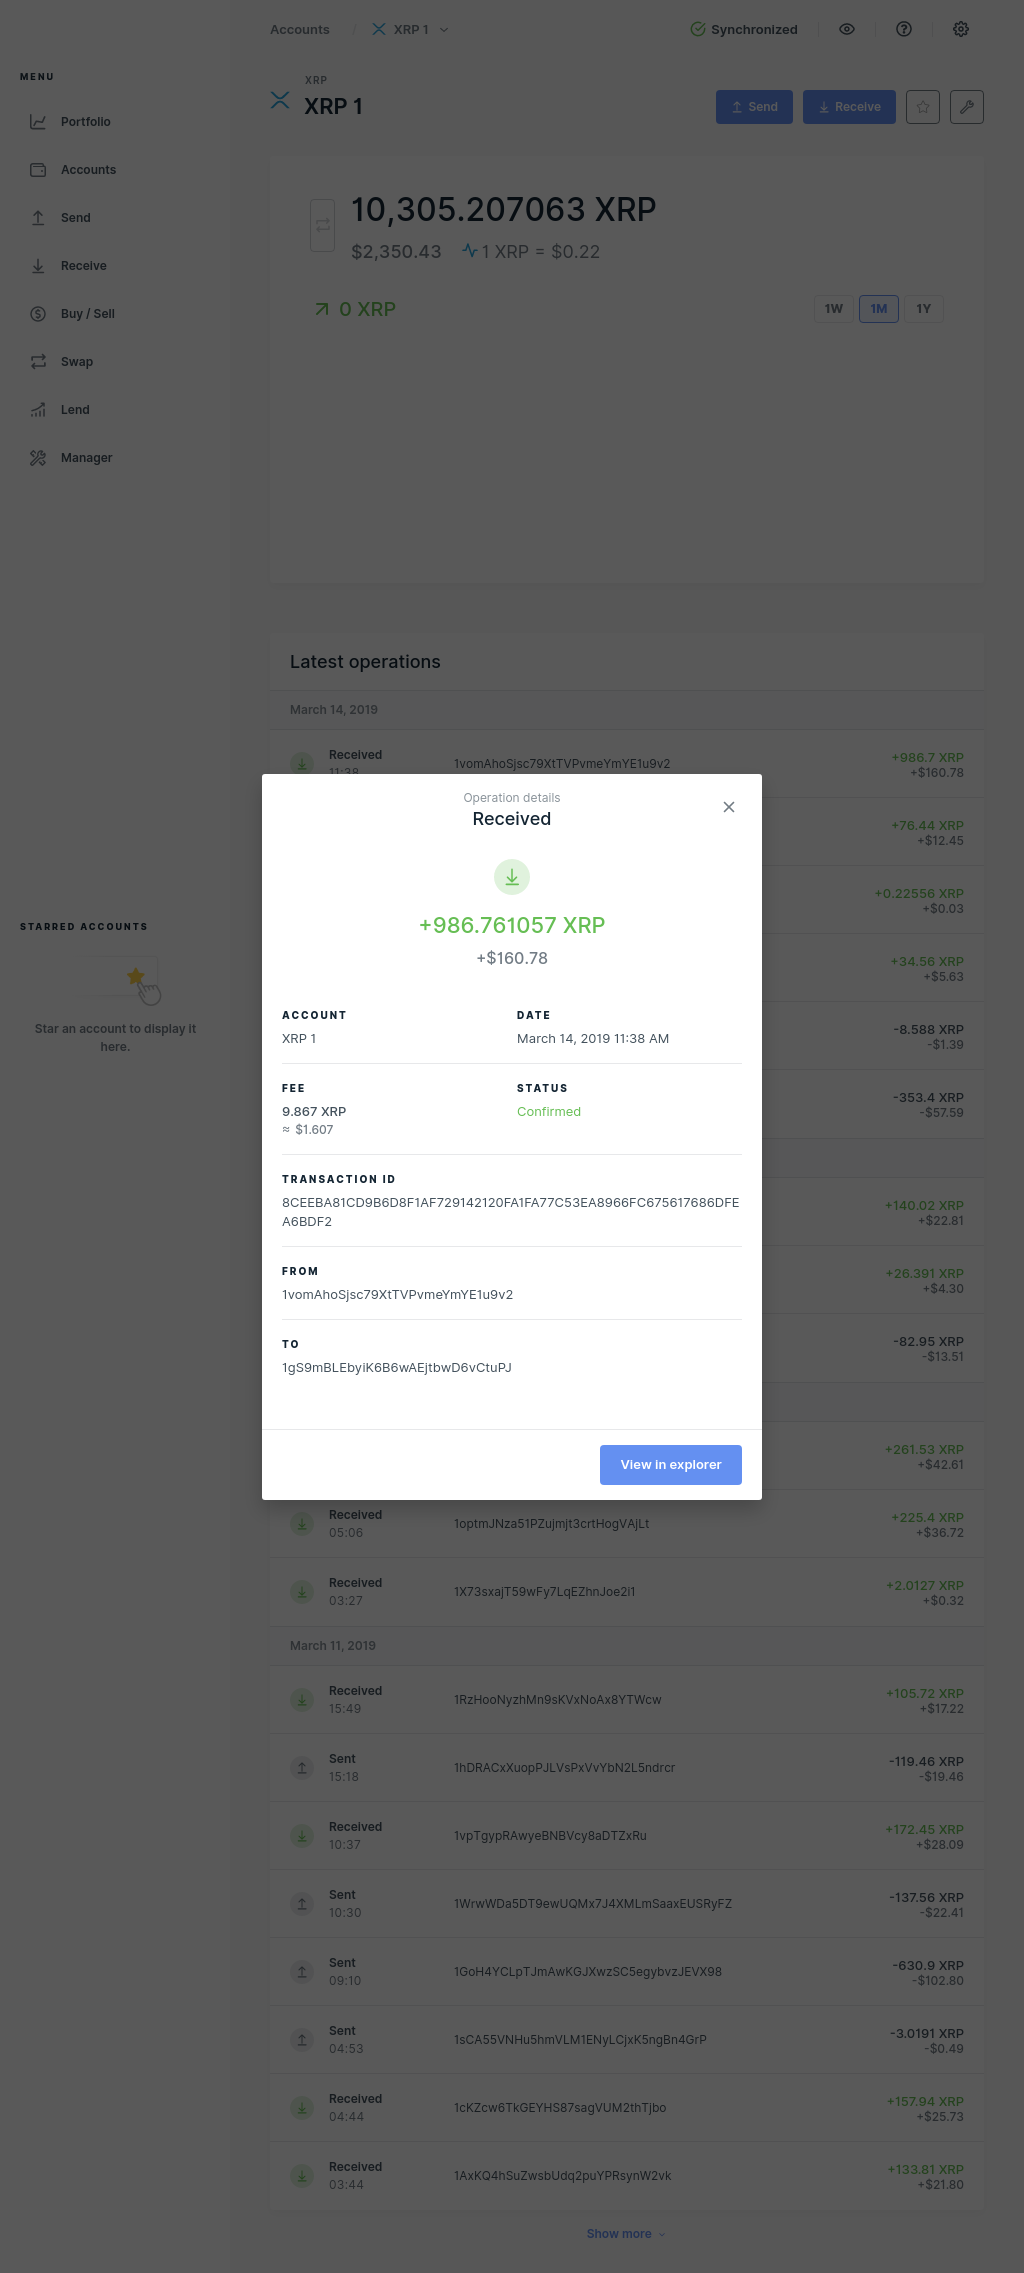 Accounts / XRP 1
Synchronized
MENU
Portfolio
Accounts
Send
Receive
Buy / Sell
Swap
Lend
Manager
STARRED ACCOUNTS
Star an account to display it
here.
XRP
XRP 1
Send
Receive
10,305.207063 XRP
$2,350.43
1 XRP = $0.22
0 XRP
1W
1M
1Y
Latest operations
March 14, 2019
Received
11:38
1vomAhoSjsc79XtTVPvmeYmYE1u9v2
+986.7 XRP
+$160.78
+76.44 XRP
+$12.45
+0.22556 XRP
+$0.03
+34.56 XRP
+$5.63
-8.588 XRP
-$1.39
-353.4 XRP
-$57.59
+140.02 XRP
+$22.81
+26.391 XRP
+$4.30
-82.95 XRP
-$13.51
+261.53 XRP
+$42.61
Operation details
Received
+986.761057 XRP
+$160.78
ACCOUNT
XRP 1
DATE
March 14, 2019 11:38 AM
FEE
9.867 XRP
≈ $1.607
STATUS
Confirmed
TRANSACTION ID
8CEEBA81CD9B6D8F1AF729142120FA1FA77C53EA8966FC675617686DFE
A6BDF2
FROM
1vomAhoSjsc79XtTVPvmeYmYE1u9v2
TO
1gS9mBLEbyiK6B6wAEjtbwD6vCtuPJ
View in explorer
Received
05:06
1optmJNza51PZujmjt3crtHogVAjLt
+225.4 XRP
+$36.72
Received
03:27
1X73sxajT59wFy7LqEZhnJoe2i1
+2.0127 XRP
+$0.32
March 11, 2019
Received
15:49
1RzHooNyzhMn9sKVxNoAx8YTWcw
+105.72 XRP
+$17.22
Sent
15:18
1hDRACxXuopPJLVsPxVvYbN2L5ndrcr
-119.46 XRP
-$19.46
Received
10:37
1vpTgypRAwyeBNBVcy8aDTZxRu
+172.45 XRP
+$28.09
Sent
10:30
1WrwWDa5DT9ewUQMx7J4XMLmSaaxEUSRyFZ
-137.56 XRP
-$22.41
Sent
09:10
1GoH4YCLpTJmAwKGJXwzSC5egybvzJEVX98
-630.9 XRP
-$102.80
Sent
04:53
1sCA55VNHu5hmVLM1ENyLCjxK5ngBn4GrP
-3.0191 XRP
-$0.49
Received
04:44
1cKZcw6TkGEYHS87sagVUM2thTjbo
+157.94 XRP
+$25.73
Received
03:44
1AxKQ4hSuZwsbUdq2puYPRsynW2vk
+133.81 XRP
+$21.80
Show more